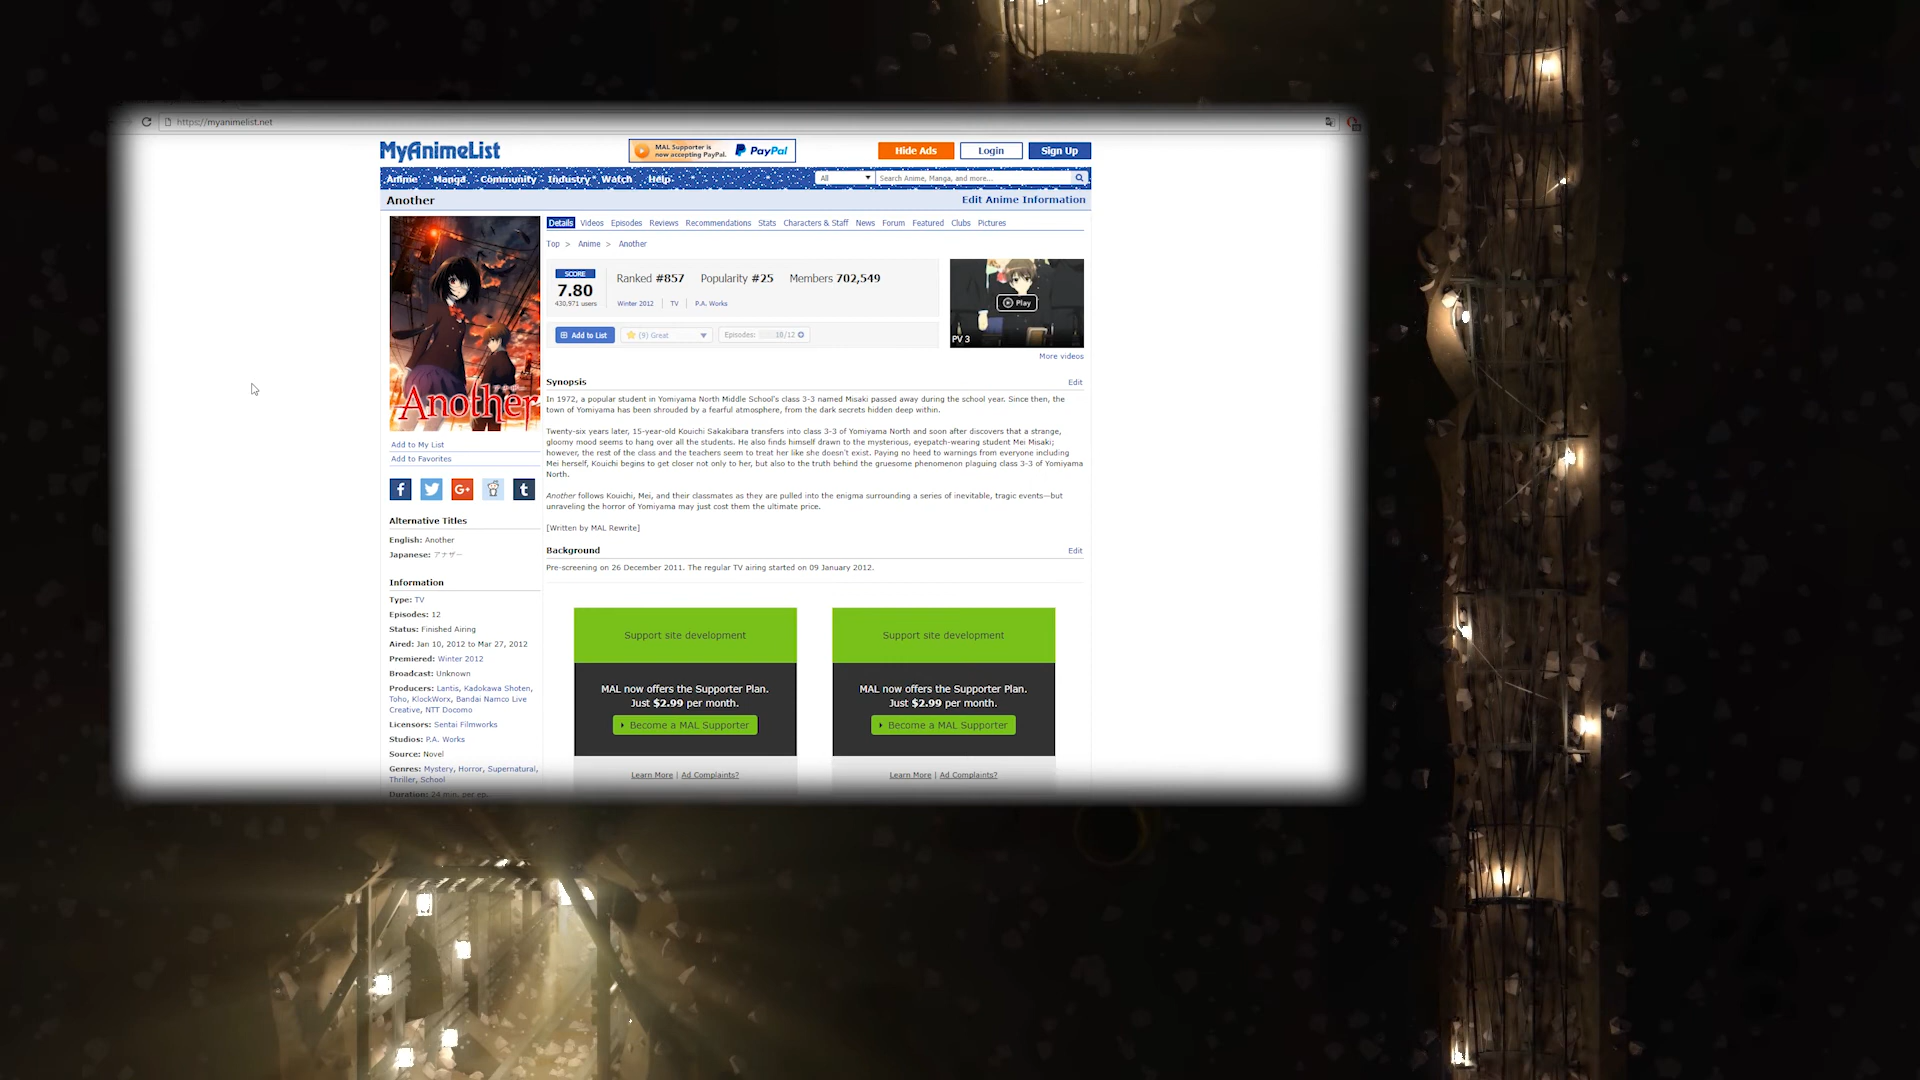 https://myanimelist.net
MyAnimeList
MAL Supporter is
now accepting PayPal.
PayPal
Hide Ads
Login
Sign Up
Anime Manga Community Industry Watch Help
All
Search Anime, Manga, and more...
Another
Edit Anime Information
Details Videos Episodes Reviews Recommendations Stats Characters & Staff News Forum Featured Clubs Pictures
Top > Anime > Another
SCORE
7.80
430,971 users
Ranked #857 Popularity #25 Members 702,549
Winter 2012 | TV | P.A. Works
Add to List
(9) Great
Episodes: 10/12
Play
PV 3
More videos
アナザー
Another
Synopsis
Edit
In 1972, a popular student in Yomiyama North Middle School's class 3-3 named Misaki passed away during the school year. Since then, the
town of Yomiyama has been shrouded by a fearful atmosphere, from the dark secrets hidden deep within.
Twenty-six years later, 15-year-old Kouichi Sakakibara transfers into class 3-3 of Yomiyama North and soon after discovers that a strange,
gloomy mood seems to hang over all the students. He also finds himself drawn to the mysterious, eyepatch-wearing student Mei Misaki;
however, the rest of the class and the teachers seem to treat her like she doesn't exist. Paying no heed to warnings from everyone including
Mei herself, Kouichi begins to get closer not only to her, but also to the truth behind the gruesome phenomenon plaguing class 3-3 of Yomiyama
North.
Another follows Kouichi, Mei, and their classmates as they are pulled into the enigma surrounding a series of inevitable, tragic events—but
unraveling the horror of Yomiyama may just cost them the ultimate price.
[Written by MAL Rewrite]
Background
Edit
Pre-screening on 26 December 2011. The regular TV airing started on 09 January 2012.
Add to My List
Add to Favorites
Alternative Titles
English: Another
Japanese: アナザー
Information
Type: TV
Episodes: 12
Status: Finished Airing
Aired: Jan 10, 2012 to Mar 27, 2012
Premiered: Winter 2012
Broadcast: Unknown
Producers: Lantis, Kadokawa Shoten,
Toho, KlockWorx, Bandai Namco Live
Creative, NTT Docomo
Licensors: Sentai Filmworks
Studios: P.A. Works
Source: Novel
Genres: Mystery, Horror, Supernatural,
Thriller, School
Duration: 24 min. per ep.
Support site development
MAL now offers the Supporter Plan.
Just $2.99 per month.
Become a MAL Supporter
Learn More | Ad Complaints?
Support site development
MAL now offers the Supporter Plan.
Just $2.99 per month.
Become a MAL Supporter
Learn More | Ad Complaints?